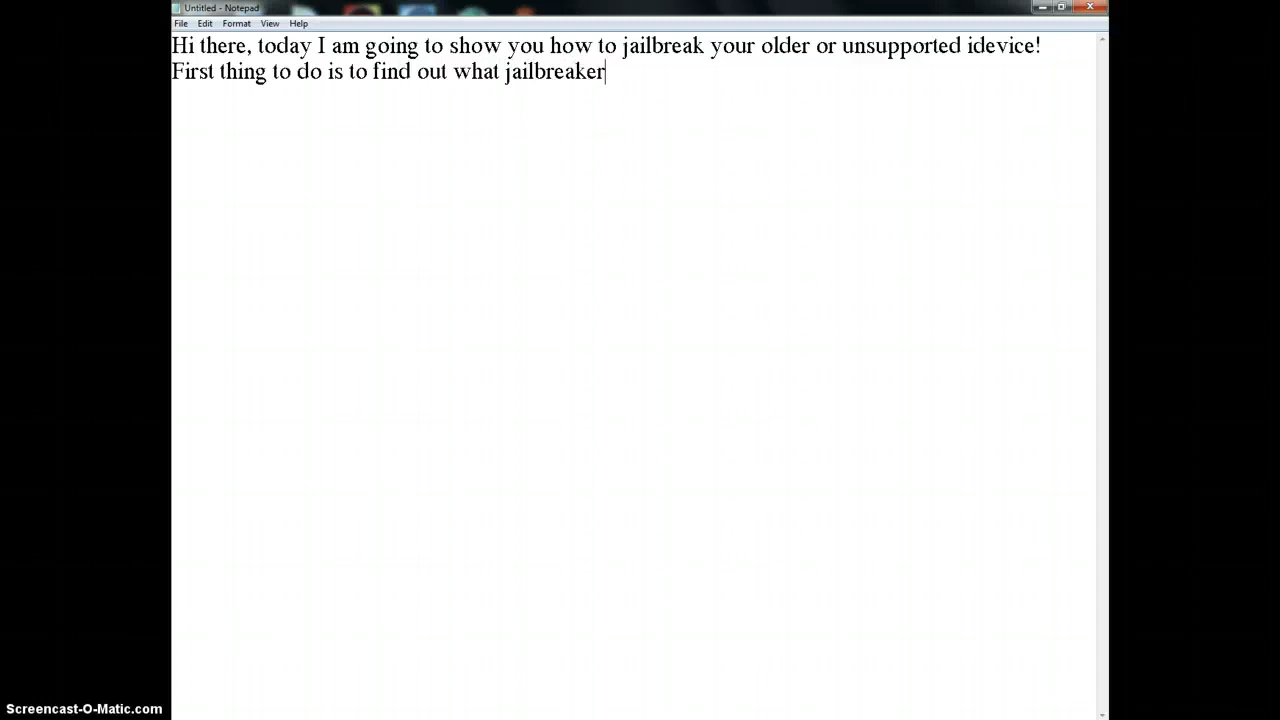 Untitled - Notepad
File Edit Format View Help
Hi there, today I am going to show you how to jailbreak your older or unsupported idevice!
First thing to do is to find out what jailbreaker
Screencast-O-Matic.com